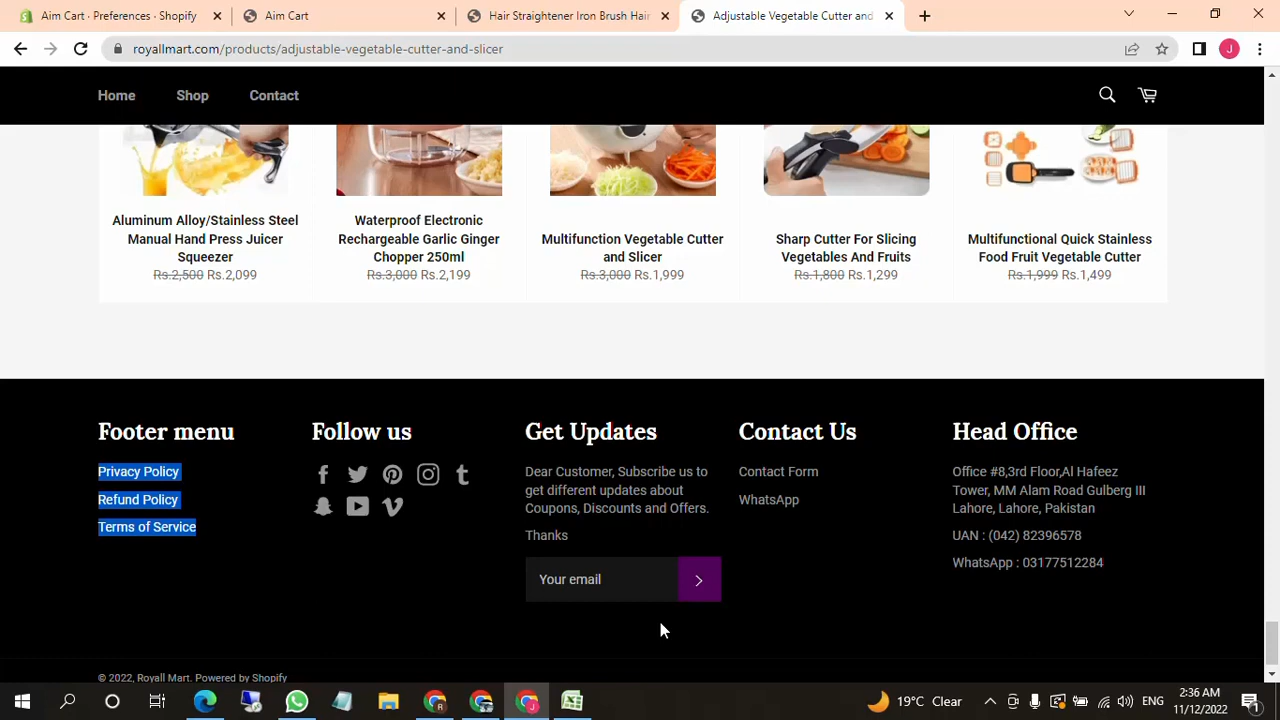 Aim Cart · Preferences · Shopify
Aim Cart
Hair Straightener Iron Brush Hair
Adjustable Vegetable Cutter and
royallmart.com/products/adjustable-vegetable-cutter-and-slicer
J
Home
Shop
Contact
Aluminum Alloy/Stainless Steel
Manual Hand Press Juicer
Squeezer
Rs.2,500 Rs.2,099
Waterproof Electronic
Rechargeable Garlic Ginger
Chopper 250ml
Rs.3,000 Rs.2,199
Multifunction Vegetable Cutter
and Slicer
Rs.3,000 Rs.1,999
Sharp Cutter For Slicing
Vegetables And Fruits
Rs.1,800 Rs.1,299
Multifunctional Quick Stainless
Food Fruit Vegetable Cutter
Rs.1,999 Rs.1,499
Footer menu
Privacy Policy
Refund Policy
Terms of Service
Follow us
Get Updates
Dear Customer, Subscribe us to
get different updates about
Coupons, Discounts and Offers.
Thanks
Your email
Contact Us
Contact Form
WhatsApp
Head Office
Office #8,3rd Floor,Al Hafeez
Tower, MM Alam Road Gulberg III
Lahore, Lahore, Pakistan
UAN : (042) 82396578
WhatsApp : 03177512284
© 2022, Royall Mart. Powered by Shopify
19°C Clear
ENG
2:36 AM
11/12/2022